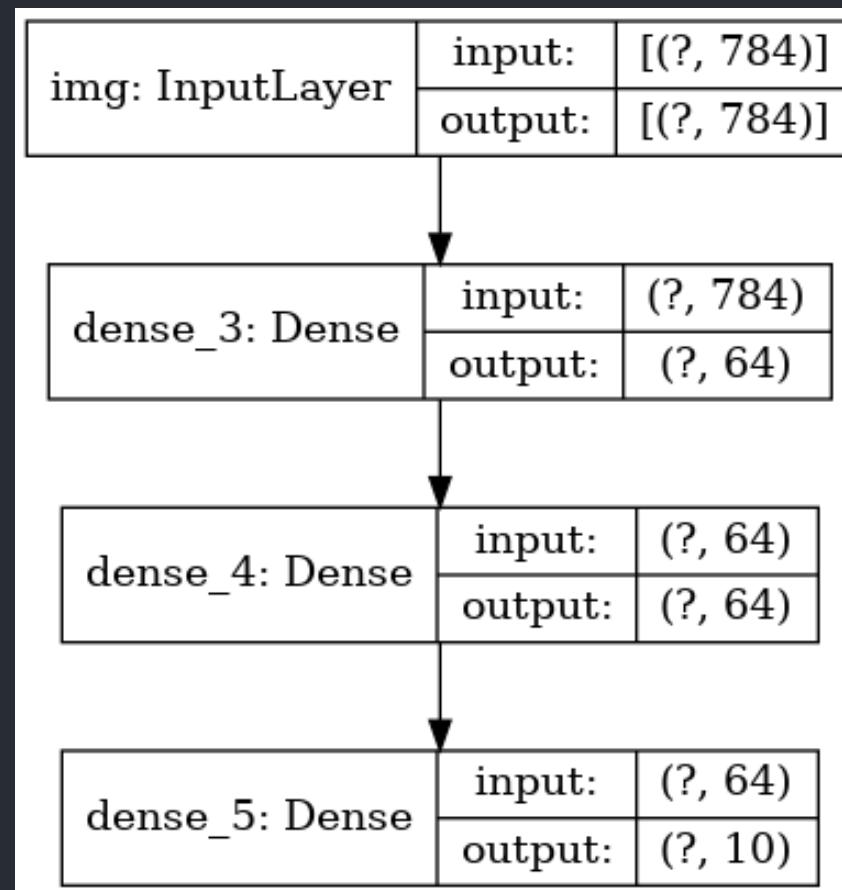 img: InputLayer
input: [(?, 784)]
output: [(?, 784)]
dense_3: Dense
input: (?, 784)
output: (?, 64)
dense_4: Dense
input: (?, 64)
output: (?, 64)
dense_5: Dense
input: (?, 64)
output: (?, 10)